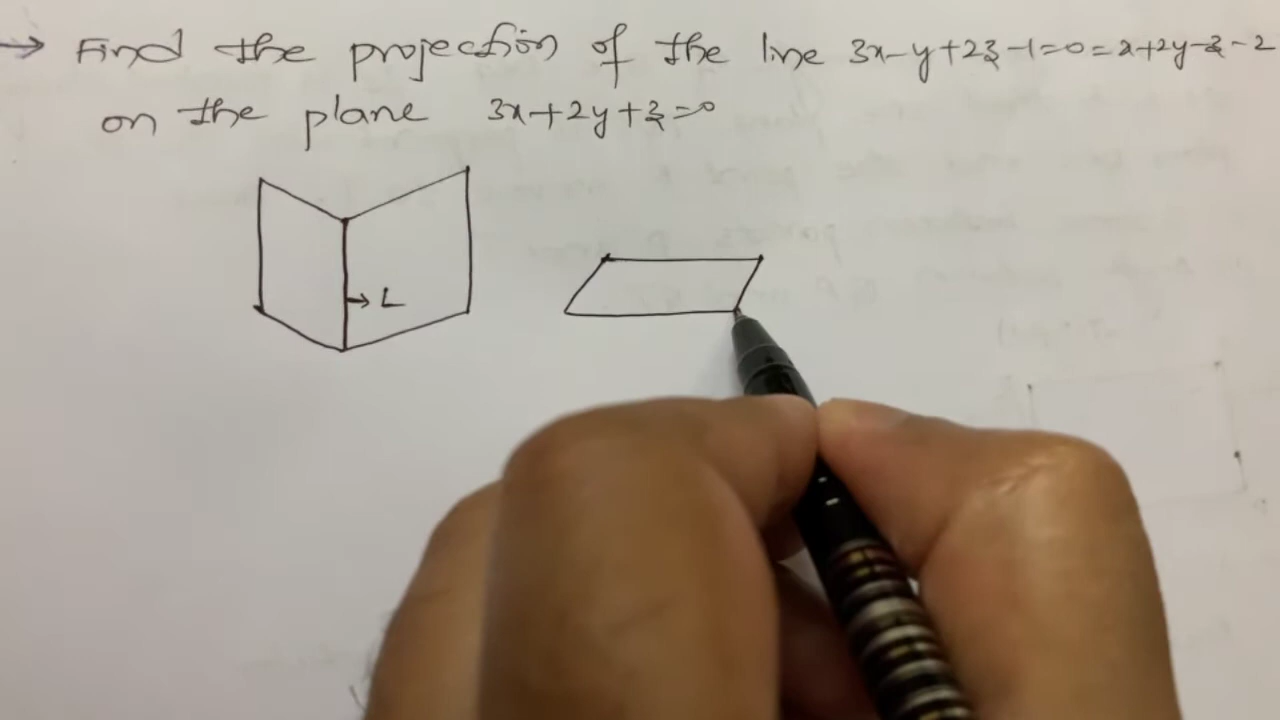 → Find the projection of the line 3x-y+2z-1=0=x+2y-z-2
on the plane 3x+2y+z=0
→ L